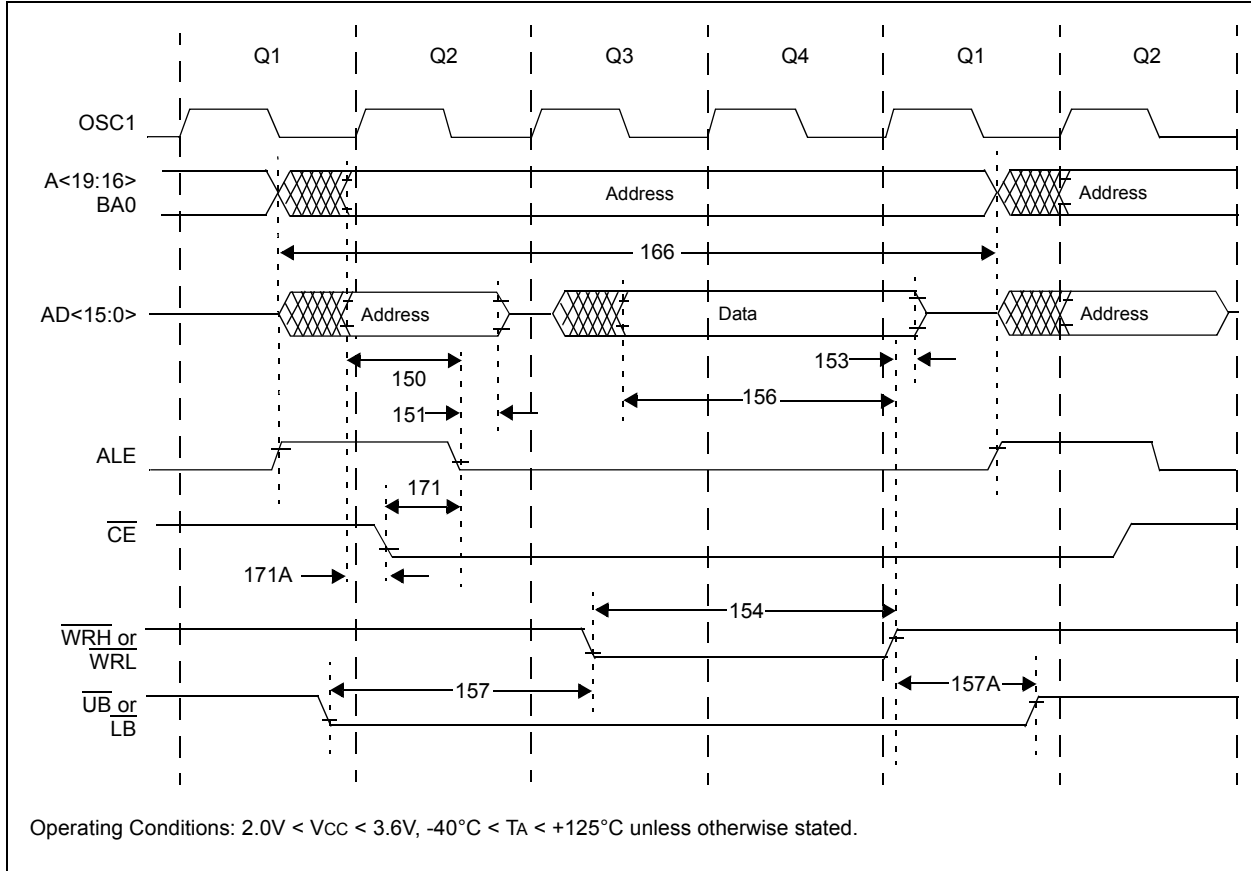 Q1 Q2 Q3 Q4 Q1 Q2
OSC1
A<19:16>
BA0
Address
Address
166
AD<15:0>
Address
Data
Address
150
153
151
156
ALE
171
CE
171A
154
WRH or
WRL
157
157A
UB or
LB
Operating Conditions: 2.0V < VCC < 3.6V, -40°C < TA < +125°C unless otherwise stated.